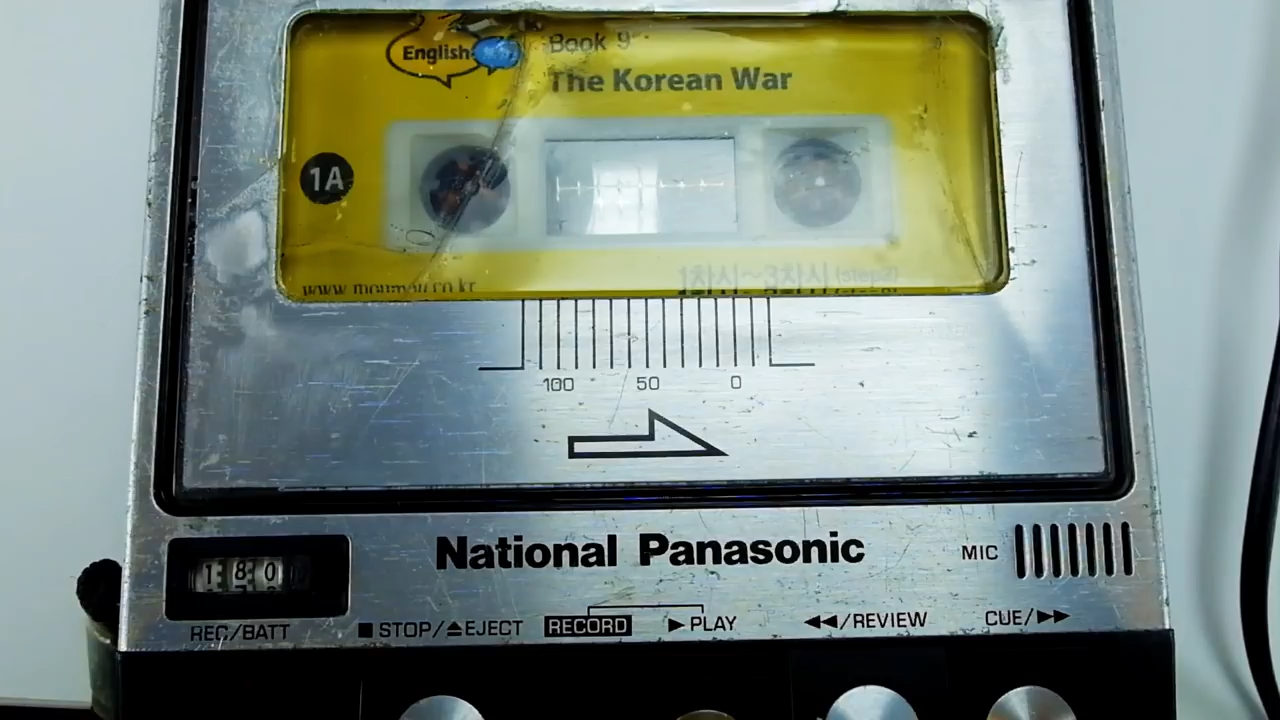 English
Book 9
The Korean War
1A
1차시~3차시 (step2)
100 50 0
National Panasonic
MIC
180
REC/BATT
■ STOP/⏏EJECT
RECORD
▶PLAY
◀◀/REVIEW
CUE/▶▶